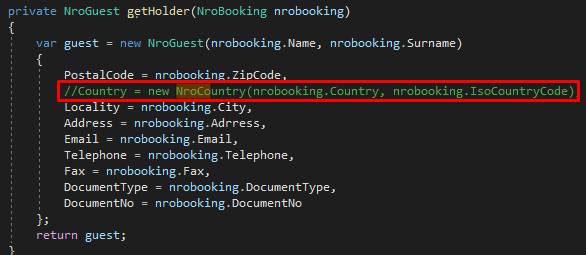 private NroGuest getHolder(NroBooking nrobooking)
{
var guest = new NroGuest(nrobooking.Name, nrobooking.Surname)
{
PostalCode = nrobooking.ZipCode,
//Country = new NroCountry(nrobooking.Country, nrobooking.IsoCountryCode)
Locality = nrobooking.City,
Address = nrobooking.Adrress,
Email = nrobooking.Email,
Telephone = nrobooking.Telephone,
Fax = nrobooking.Fax,
DocumentType = nrobooking.DocumentType,
DocumentNo = nrobooking.DocumentNo
};
return guest;
}